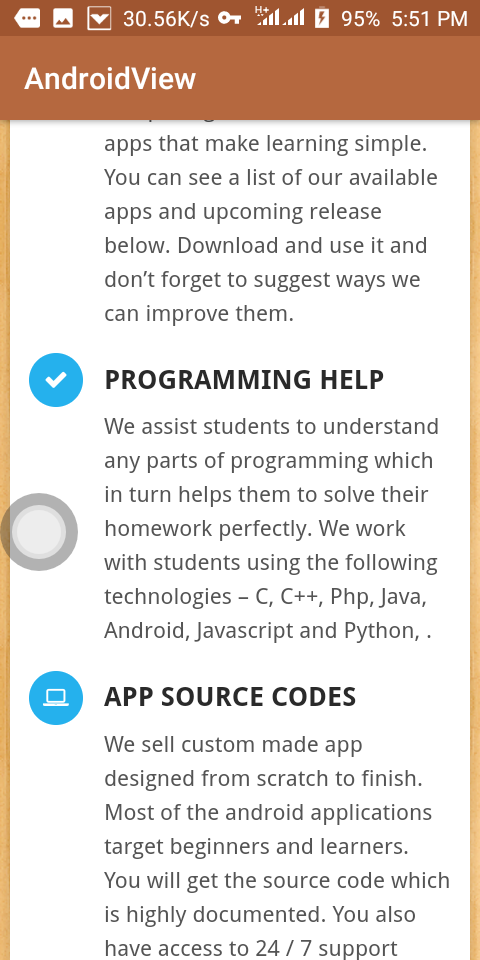 30.56K/s H+ 95% 5:51 PM
AndroidView
apps that make learning simple.
You can see a list of our available
apps and upcoming release
below. Download and use it and
don’t forget to suggest ways we
can improve them.
PROGRAMMING HELP
We assist students to understand
any parts of programming which
in turn helps them to solve their
homework perfectly. We work
with students using the following
technologies – C, C++, Php, Java,
Android, Javascript and Python, .
APP SOURCE CODES
We sell custom made app
designed from scratch to finish.
Most of the android applications
target beginners and learners.
You will get the source code which
is highly documented. You also
have access to 24 / 7 support